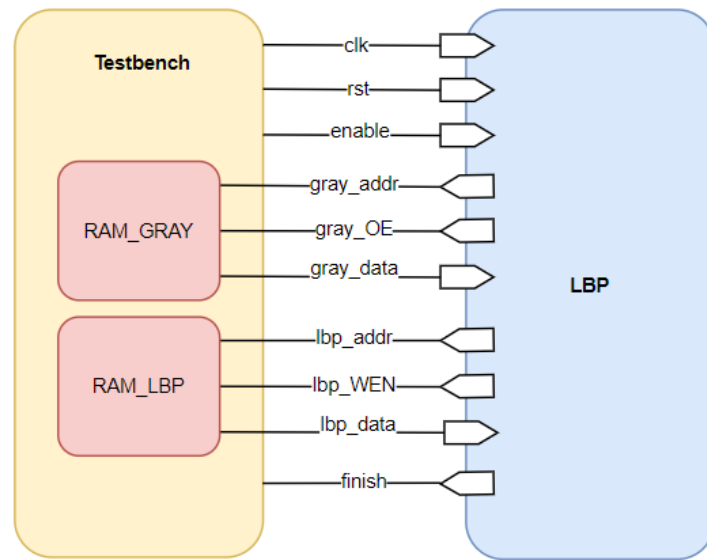 Testbench
clk
rst
enable
RAM_GRAY
gray_addr
gray_OE
gray_data
LBP
RAM_LBP
lbp_addr
lbp_WEN
lbp_data
finish